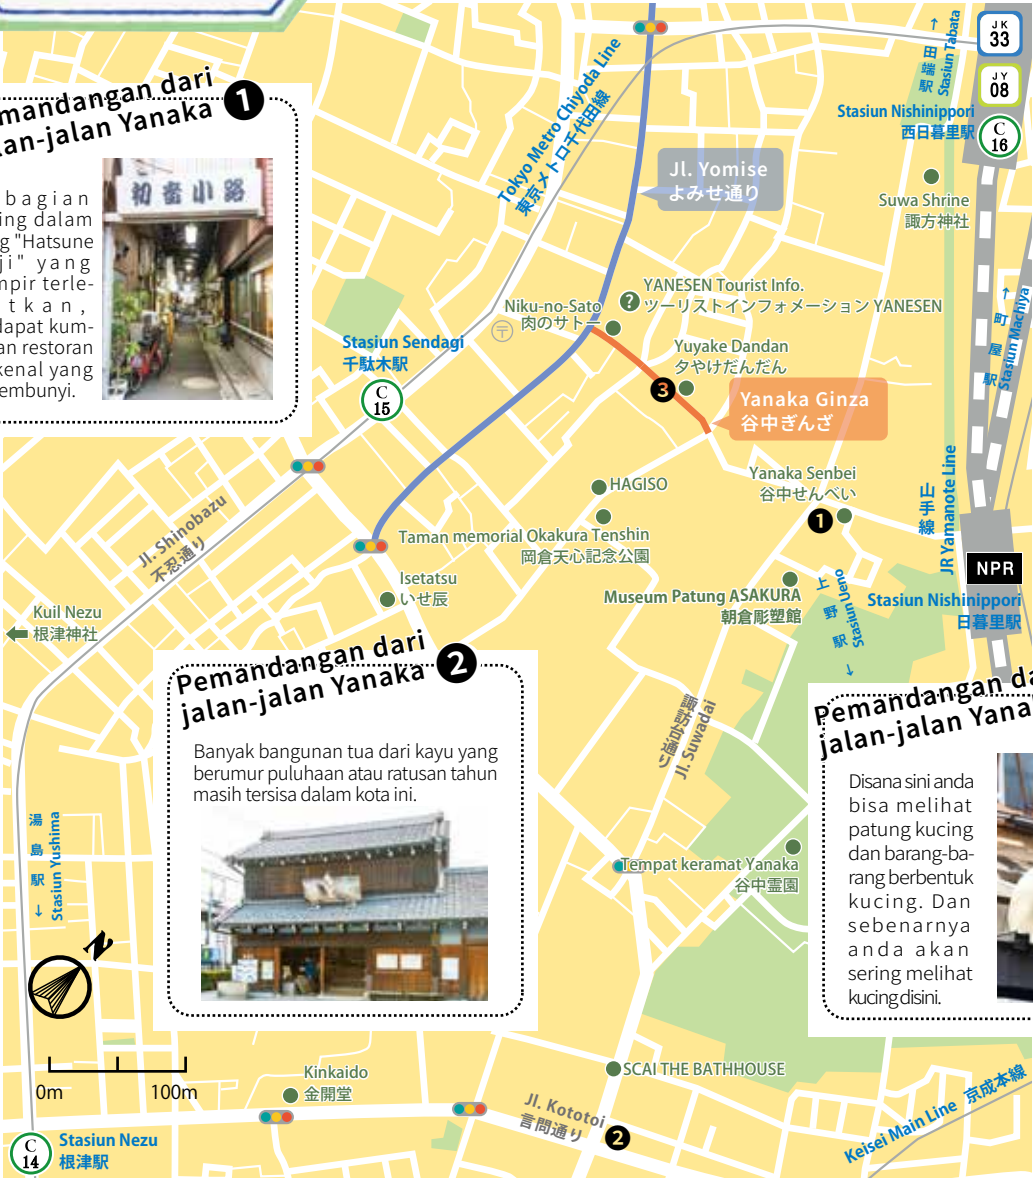 mandangan dari
an-jalan Yanaka 1
bagian
ing dalam
g "Hatsune
ji" yang
mpir terle-
tkan,
dapat kum-
an restoran
kenal yang
embunyi.
初音小路
Tokyo Metro Chiyoda Line
東京メトロ千代田線
↑田端駅
Stasiun Tabata
JK
33
JY
08
Stasiun Nishinippori
西日暮里駅
C
16
Jl. Yomise
よみせ通り
Suwa Shrine
諏方神社
YANESEN Tourist Info.
ツーリストインフォメーション YANESEN
?
Niku-no-Sato
肉のサトー
〒
↑町屋駅
Stasiun Machiya
Stasiun Sendagi
千駄木駅
C
15
Yuyake Dandan
夕やけだんだん
3
Yanaka Ginza
谷中ぎんざ
Yanaka Senbei
谷中せんべい
1
HAGISO
Taman memorial Okakura Tenshin
岡倉天心記念公園
山手線
JR Yamanote Line
Jl. Shinobazu
不忍通り
Isetatsu
いせ辰
Museum Patung ASAKURA
朝倉彫塑館
上野駅↓
Stasiun Ueno
NPR
Stasiun Nishinippori
日暮里駅
Kuil Nezu
根津神社
Pemandangan dari
jalan-jalan Yanaka 2
Banyak bangunan tua dari kayu yang
berumur puluhaan atau ratusan tahun
masih tersisa dalam kota ini.
諏訪台通り
Jl. Suwadai
Pemandangan da
jalan-jalan Yana
Disana sini anda
bisa melihat
patung kucing
dan barang-ba-
rang berbentuk
kucing. Dan
sebenarnya
anda akan
sering melihat
kucing disini.
湯島駅↓
Stasiun Yushima
Tempat keramat Yanaka
谷中霊園
N
0m 100m
Kinkaido
金開堂
SCAI THE BATHHOUSE
Jl. Kototoi
言問通り
2
Keisei Main Line 京成本線
C
14
Stasiun Nezu
根津駅